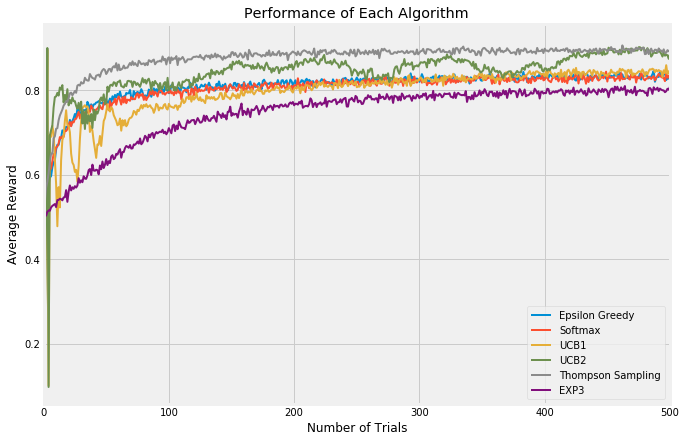 Performance of Each Algorithm
Average Reward
0.8
0.6
0.4
0.2
0
100
200
300
400
500
Number of Trials
Epsilon Greedy
Softmax
UCB1
UCB2
Thompson Sampling
EXP3